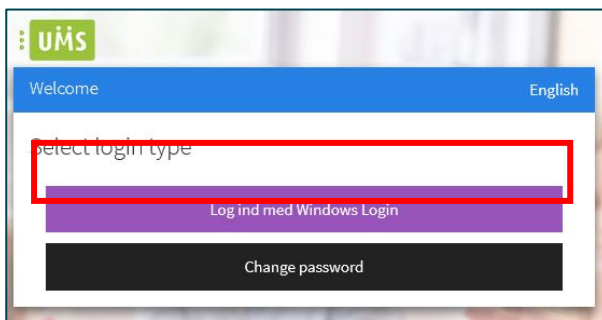 UMS
Welcome English
Select login type
Log ind med Windows Login
Change password